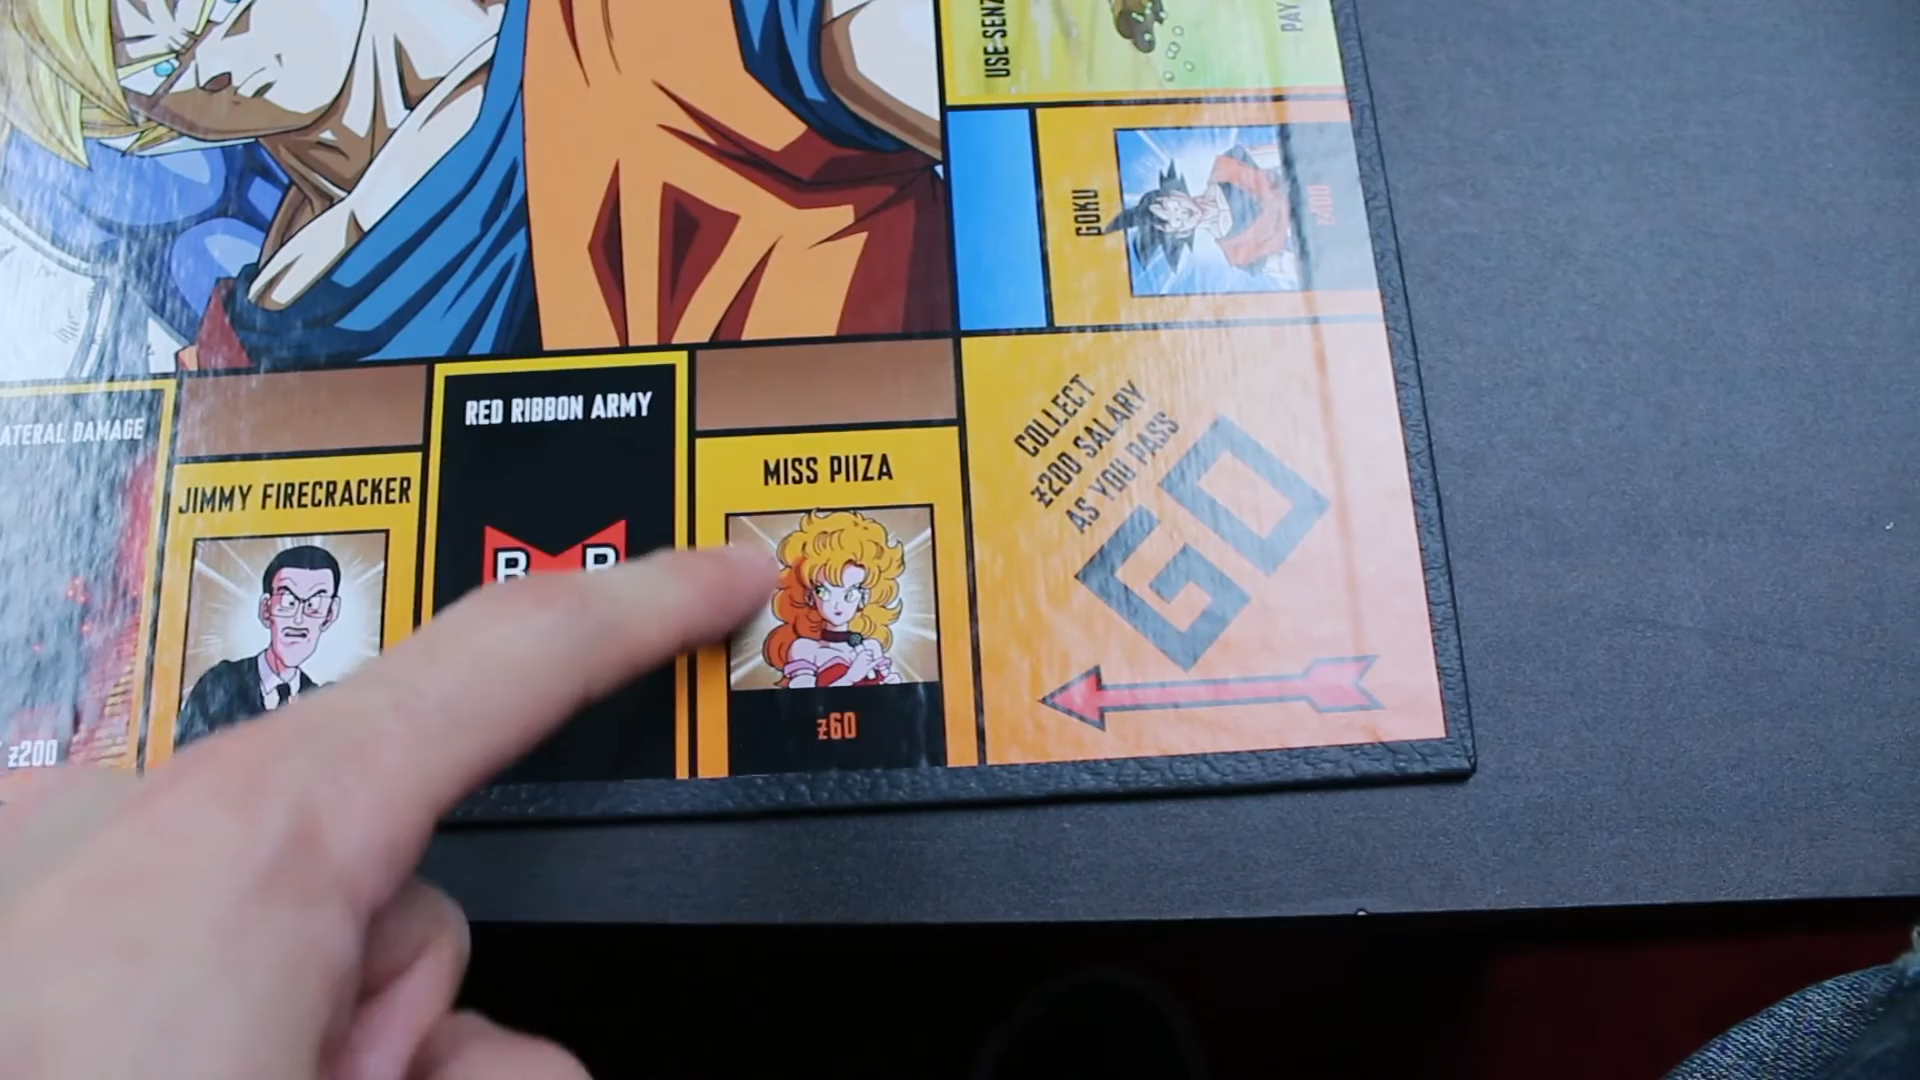 USE SENZ
PAY
GOKU
Ƶ400
ATERAL DAMAGE
Ƶ200
JIMMY FIRECRACKER
RED RIBBON ARMY
R R
MISS PIIZA
Ƶ60
COLLECT
Ƶ200 SALARY
AS YOU PASS
GO